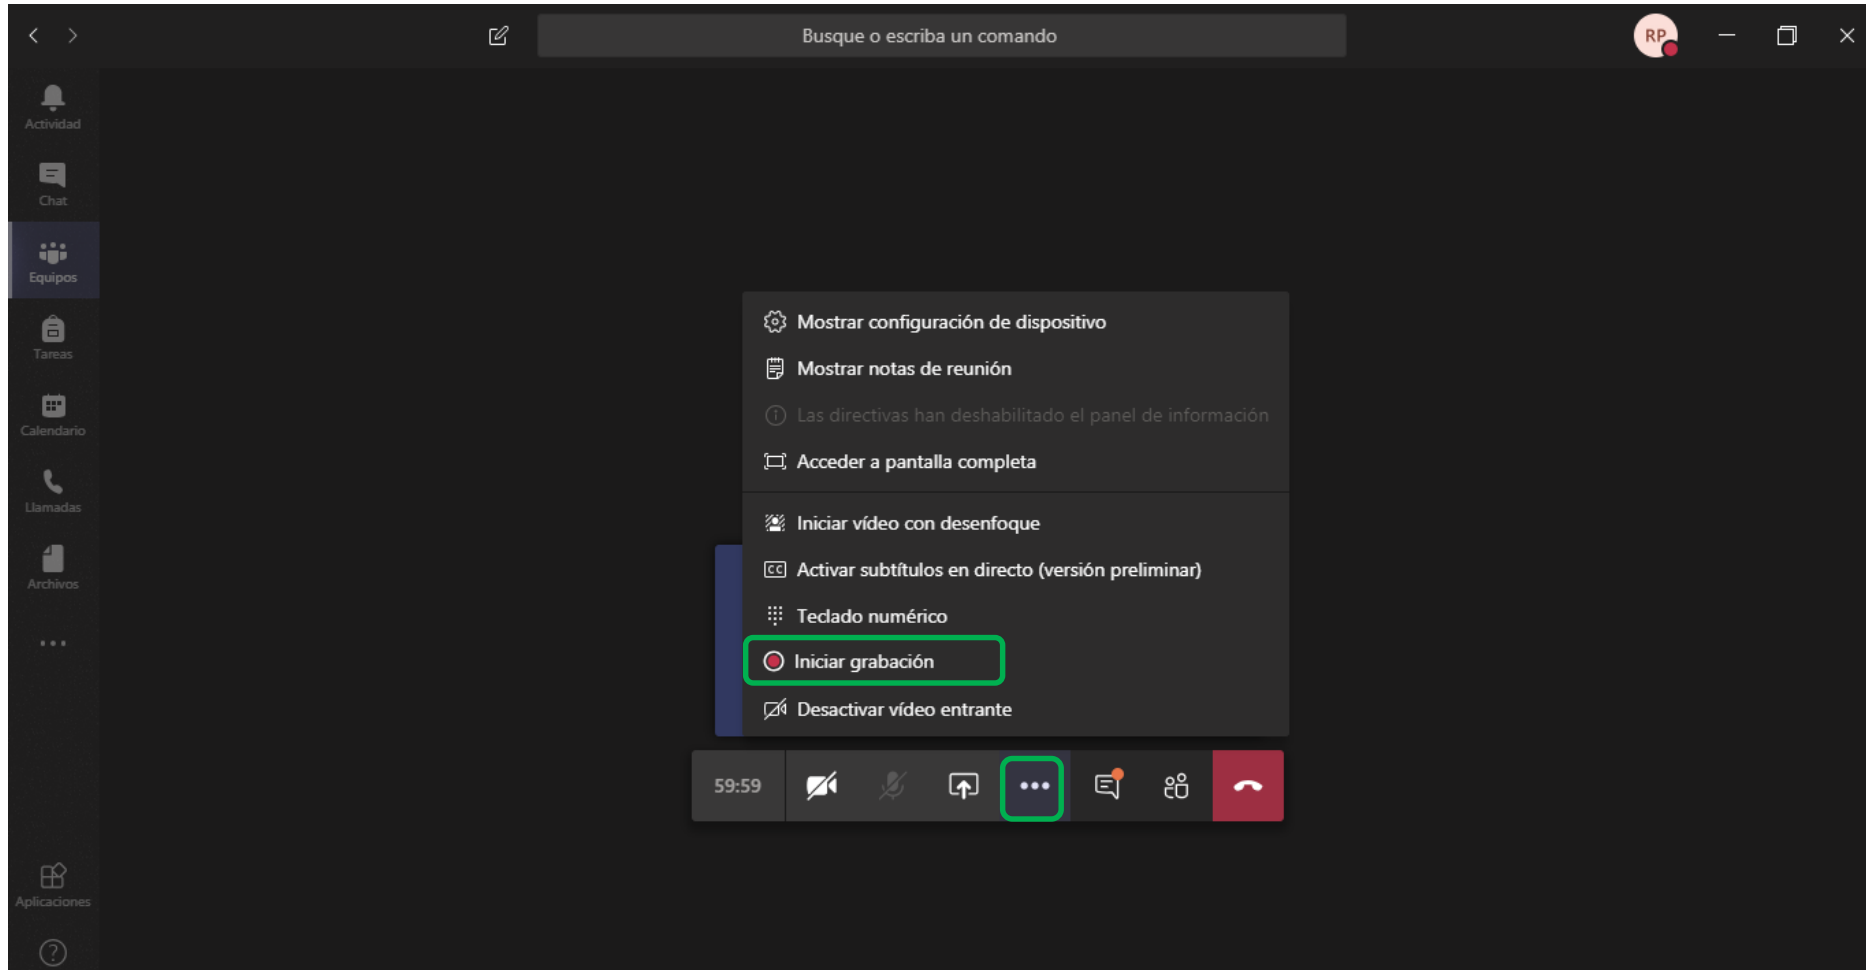 Busque o escriba un comando
RP
Actividad
Chat
Equipos
Tareas
Calendario
Llamadas
Archivos
Aplicaciones
Mostrar configuración de dispositivo
Mostrar notas de reunión
Las directivas han deshabilitado el panel de información
Acceder a pantalla completa
Iniciar vídeo con desenfoque
CC Activar subtítulos en directo (versión preliminar)
Teclado numérico
Iniciar grabación
Desactivar vídeo entrante
59:59